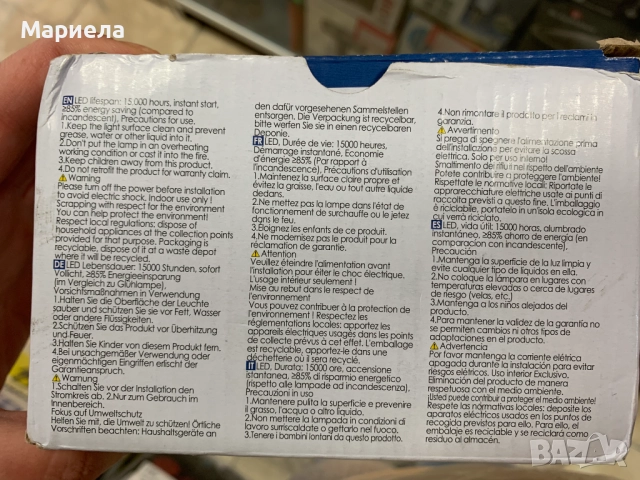 Мариела
EN LED lifespan: 15 000 hours, instant start,
≥85% energy saving (compared to
incandescent), Precautions for use.
1.Keep the light surface clean and prevent
grease, water or other liquid into it.
2.Don't put the lamp in an overheating
working condition or cast it into the fire.
3.Keep children away from this product.
4.Do not retrofit the product for warranty claim.
⚠Warning
Please turn off the power before installation
to avoid electric shock, Indoor use only !
Scrapping with respect for the environment
You can help protect the environment!
Respect local regulations: dispose of
household appliances at the collection points
provided for that purpose. Packaging is
recyclable, dispose of it at a waste depot
where it will be recycled.
DE LED Lebensdauer: 15000 Stunden, sofort
Vollicht, ≥85% Energieeinsparung
(im Vergleich zu Glühlampe).
Vorsichtsmaßnahmen in Verwendung
1.Halten Sie die Oberfläche der Leuchte
sauber und schützen Sie sie vor Fett, Wasser
oder andere Flüssigkeiten.
2.Schützen Sie das Produkt vor Überhitzung
und Feuer.
3.Halten Sie Kinder von diesem Produkt fern.
4.Bei unsachgemäßem Verwendung oder
eigenmächtigen Eingriffen erlischt der
Garantieanspruch.
⚠Warnung
1.Schalten Sie vor der Installation den
Stromkreis ab. 2.Nur zum Gebrauch im
Innenbereich.
Fokus auf Umweltschutz
Helfen Sie mit, die Umwelt zu schützen! Örtliche
Vorschriften beachten: Haushaltsgeräte an
den dafür vorgesehenen Sammelstellen
entsorgen. Die Verpackung ist recycelbar,
bitte werfen Sie sie in einen recycelbaren
Deponie.
FR LED, Durée de vie: 15000 heures,
Démarrage instantané, Économie
d'énergie ≥85% (Par rapport à
l'incandescent), Précautions d'utilisation
1.Maintenez la surface claire propre et
évitez la graisse, l'eau ou tout autre liquide
dedans.
2.Ne mettez pas la lampe dans l'état de
fonctionnement de surchauffe ou le jetez
dans le feu.
3.Éloignez les enfants de ce produit.
4.Ne modernisez pas le produit pour la
réclamation de garantie.
⚠Attention
Veuillez éteindre l'alimentation avant
l'installation pour éviter le choc électrique.
L'usage intérieur seulement !
Mise au rebut dans le respect de
l'environnement
Vous pouvez contribuer à la protection de
l'environnement ! Respectez les
réglementations locales: apportez les
appareils électriques usagés dans les points
de collecte prévus à cet effet. L'emballage
est recyclable, apportez-le dans une
déchetterie où il sera recyclé.
IT LED, Durata: 15000 ore, accensione
istantanea, ≥85% di risparmio energetico
(rispetto alle lampade ad incandescenza),
Precauzioni in uso
1.Mantenere pulita la superficie e prevenire
il grasso, l'acqua o altro liquido.
2.Non mettere la lampada in condizioni di
lavoro surriscaldate o gettarlo nel fuoco.
3.Tenere i bambini lontani da questo prodotto.
4.Non rimontare il prodotto per i reclami in
garanzia.
⚠Avvertimento
Si prega di spegnere l'alimentazione prima
dell'installazione per evitare la scossa
elettrica. Solo per uso interno!
Smaltimento dei rifiuti nel rispetto dell'ambiente
Potete contribuire a proteggere l'ambiente!
Rispettate le normative locali: Riportate le
apparecchiature elettriche usate ai punti di
raccolta previsti a questo fine. L'imballaggio
è riciclabile, portatelo in un'isola ecologica in
cui verrà riciclato.
ES LED, vida útil: 15000 horas, alumbrado
instantáneo, ≥85% ahorro de energía (en
comparación con incandescente).
Precaución
1.Mantenga la superficie de la luz limpia y
evite cualquier tipo de líquidos en ella.
2.No coloque la lámpara en lugares con
temperaturas elevadas o cerca de lugares
de riesgo (velas, etc.)
3.Mantenga a los niños alejados del
producto.
4.Para mantener la validez de la garantía no
se permiten cambios ni otros tipos de
adaptaciones en el producto.
⚠Advertencia
Por favor mantenga la corriente elétrica
apagada durante la instalación para evitar
riesgos eléctricos. Uso interior Exclusivo.
Eliminación del producto de manera
respetuosa con el medio ambiente.
¡Usted puede contribuir a proteger el medio ambiente!
Respete las normativas locales: deposite los
aparatos eléctricos usados en los puntos de
recogida previstos para ello, Para ello, el
embalaje es reciclable y se reciclará como
residuo al almacén.
BAZAR
bg